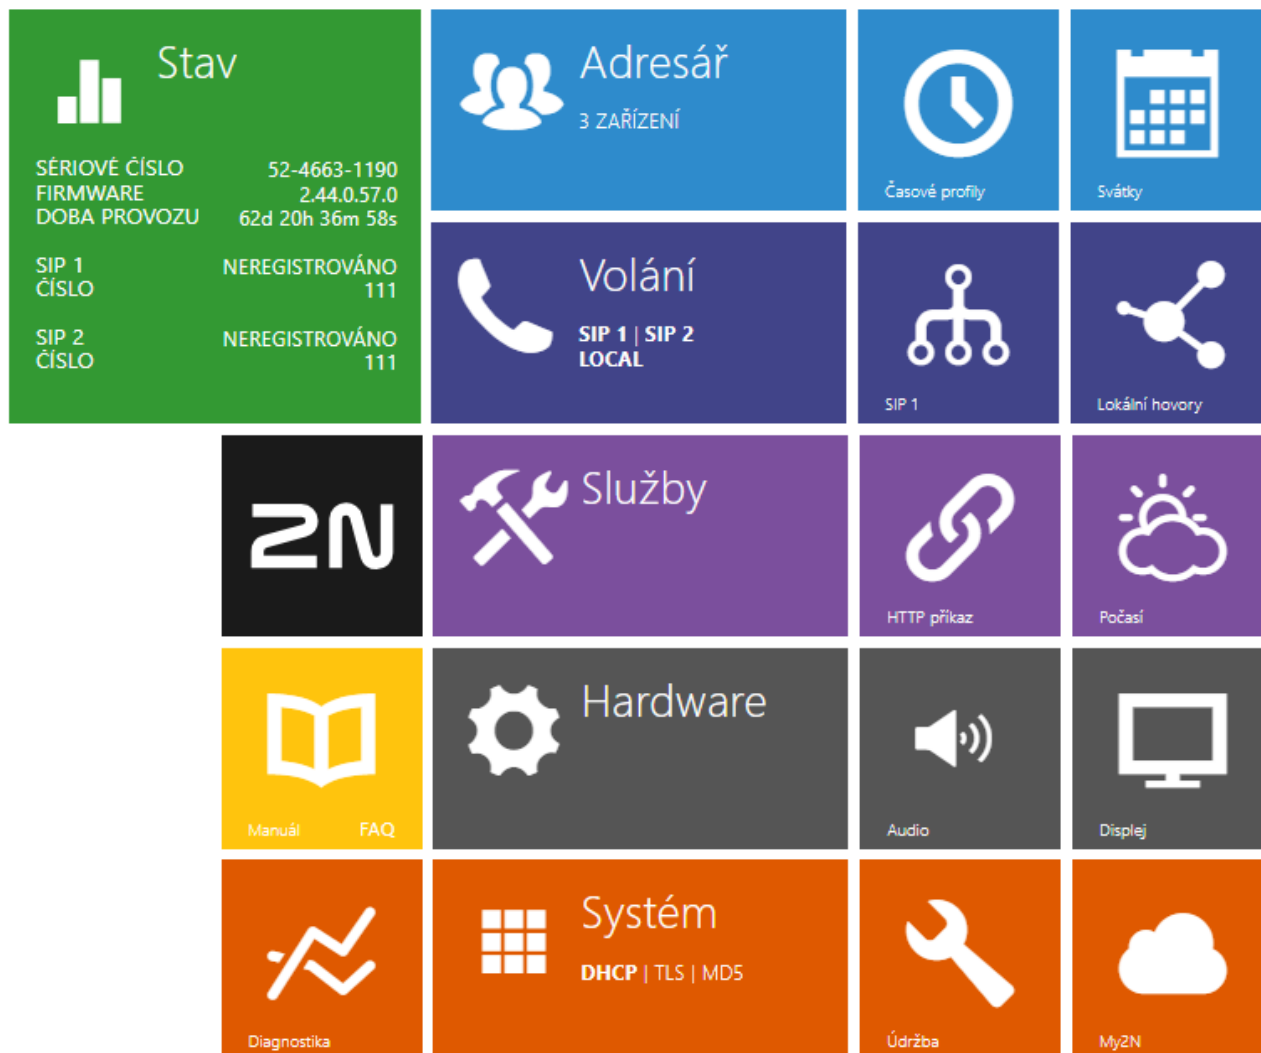 Stav
SÉRIOVÉ ČÍSLO 52-4663-1190
FIRMWARE 2.44.0.57.0
DOBA PROVOZU 62d 20h 36m 58s
SIP 1 NEREGISTROVÁNO
ČÍSLO 111
SIP 2 NEREGISTROVÁNO
ČÍSLO 111
Adresář
3 ZAŘÍZENÍ
Časové profily
Svátky
Volání
SIP 1 | SIP 2
LOCAL
SIP 1
Lokální hovory
2N
Služby
HTTP příkaz
Počasí
Manuál FAQ
Hardware
Audio
Displej
Diagnostika
Systém
DHCP | TLS | MD5
Údržba
My2N